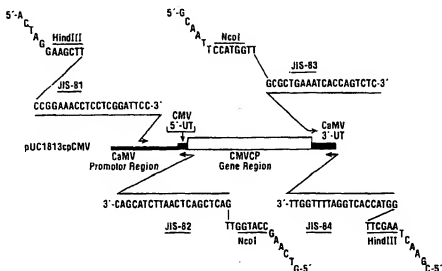 5´-A
C
T
A
G
HindIII
GAAGCTT
JIS-81
CCGGAAACCTCCTCGGATTCC-3´
5´-G
C
A
A
T
T
NcoI
CCATGGTT
JIS-83
GCGCTGAAATCACCAGTCTC-3´
CMV
5´-UT
CaMV
3´-UT
pUC1813cpCMV
CaMV
Promotor Region
CMVCP
Gene Region
3´-CAGCATCTTAACTCAGCTCAG
JIS-82
TTGGTACC
NcoI
G
A
A
C
T
G-5´
3´-TTGGTTTTAGGTCACCATGG
JIS-84
TTCGAA
HindIII
T
C
A
A
G
C-5´